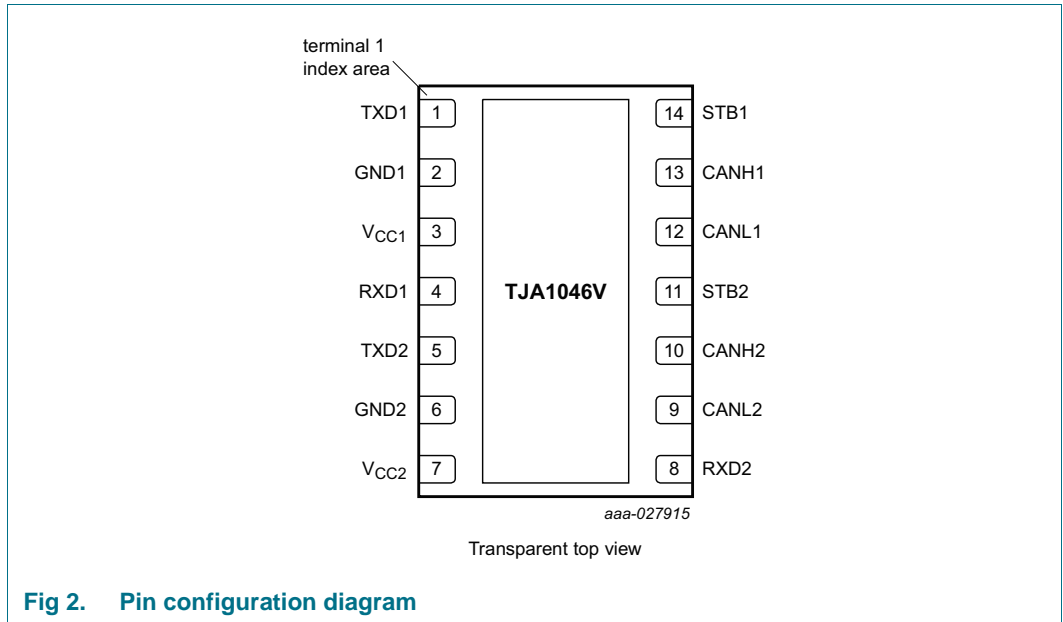 terminal 1
index area
TXD1 1 14 STB1
GND1 2 13 CANH1
VCC1 3 12 CANL1
RXD1 4 TJA1046V 11 STB2
TXD2 5 10 CANH2
GND2 6 9 CANL2
VCC2 7 8 RXD2
aaa-027915
Transparent top view
Fig 2. Pin configuration diagram